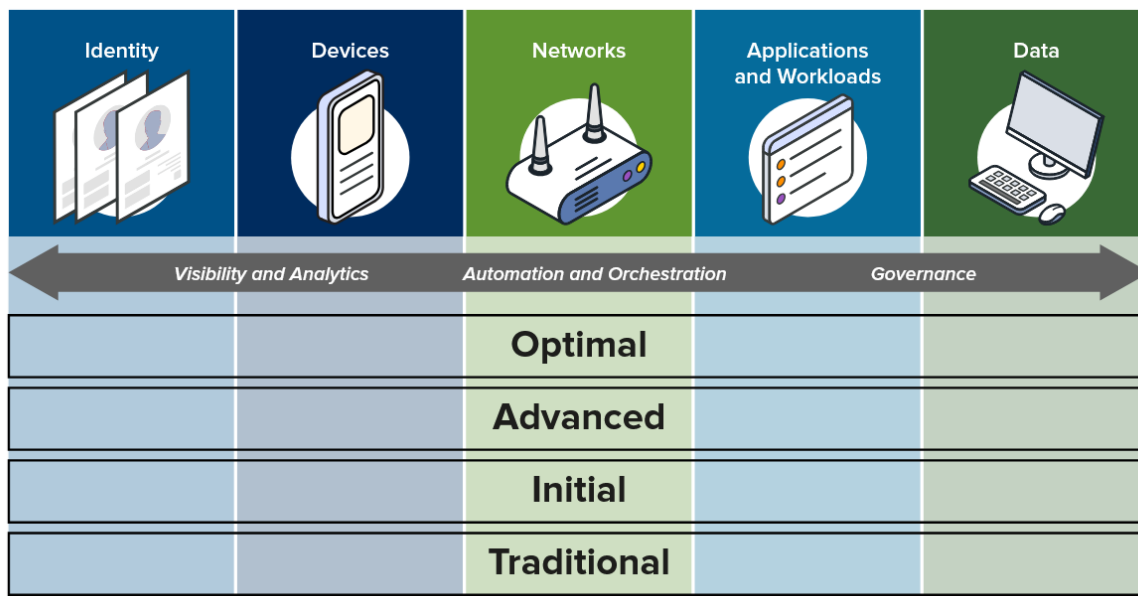 Identity
Devices
Networks
Applications
and Workloads
Data
Visibility and Analytics
Automation and Orchestration
Governance
Optimal
Advanced
Initial
Traditional